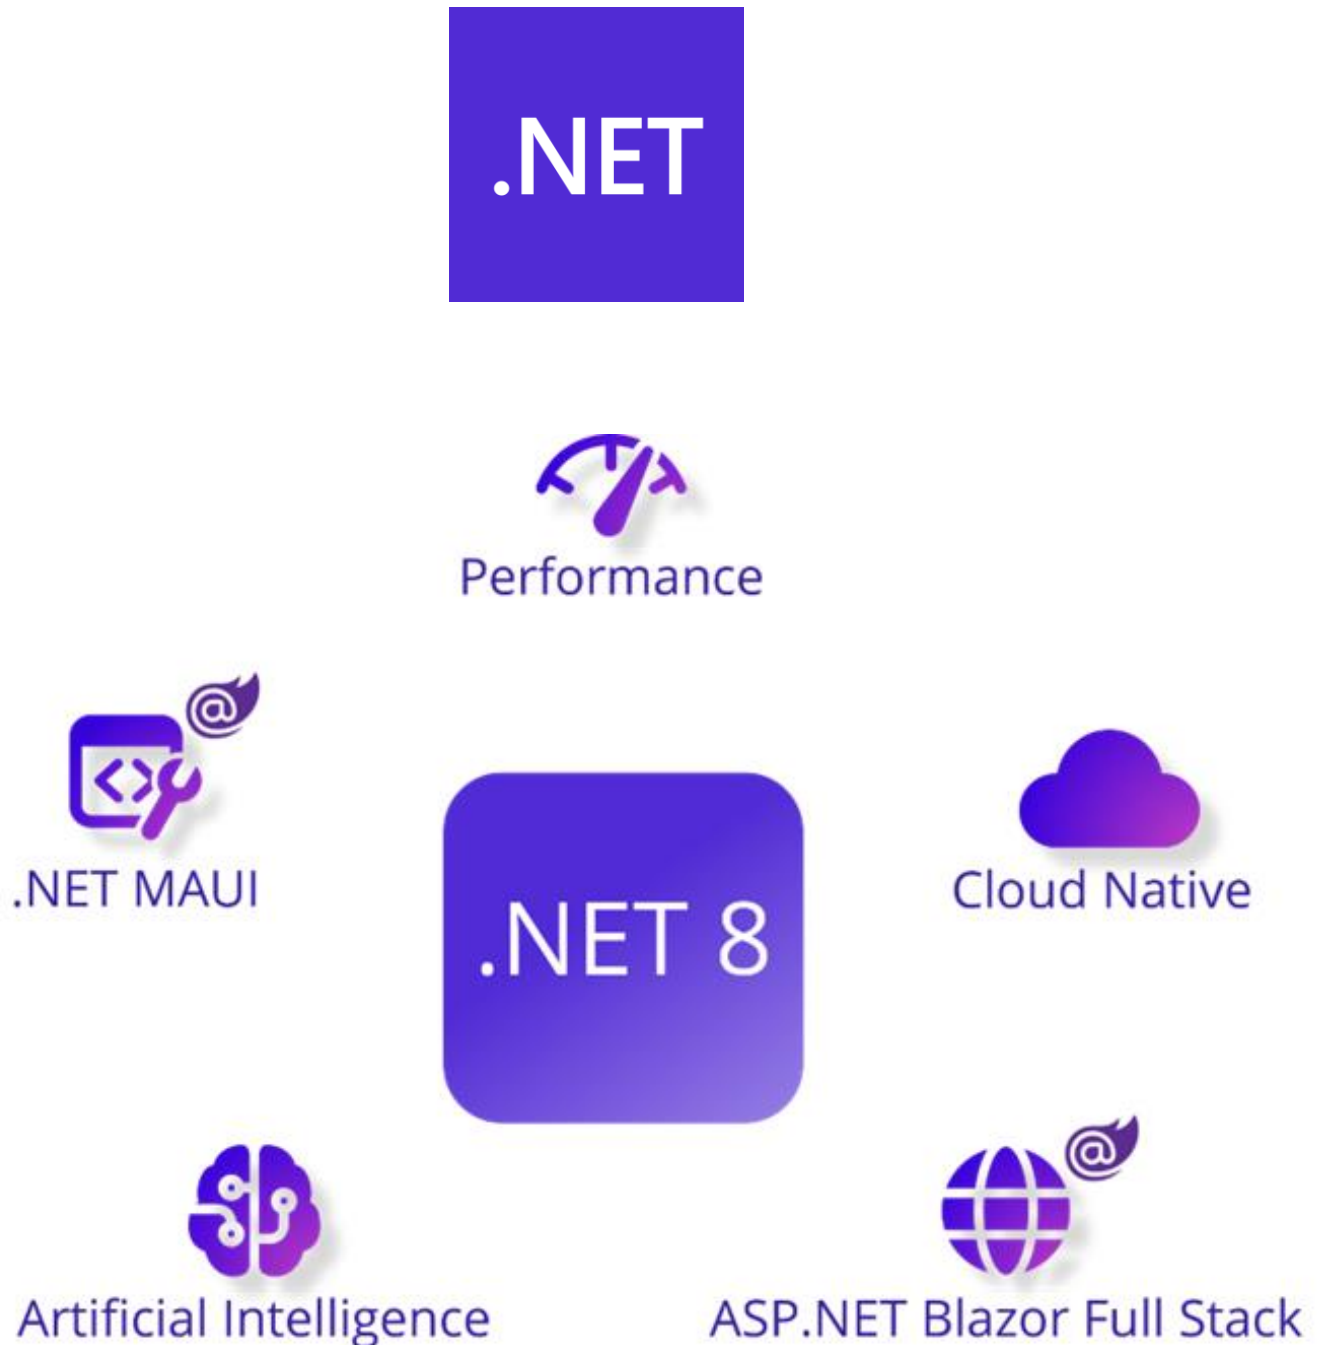 .NET
Performance
.NET MAUI
Cloud Native
.NET 8
Artificial Intelligence
ASP.NET Blazor Full Stack